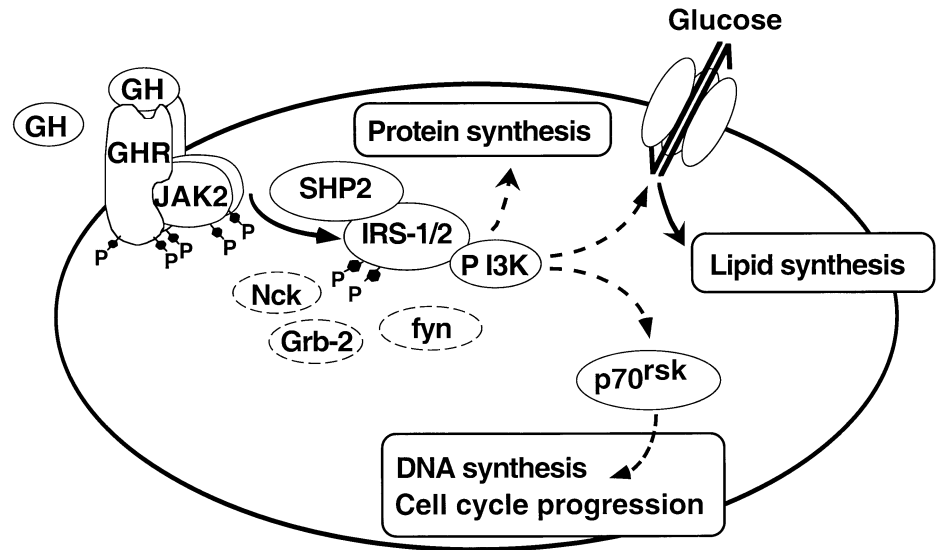 Glucose
GH
GH
Protein synthesis
GHR
JAK2
SHP2
IRS-1/2
P
P
P
P
P
P I3K
P
P
Lipid synthesis
Nck
Grb-2
fyn
p70rsk
DNA synthesis
Cell cycle progression